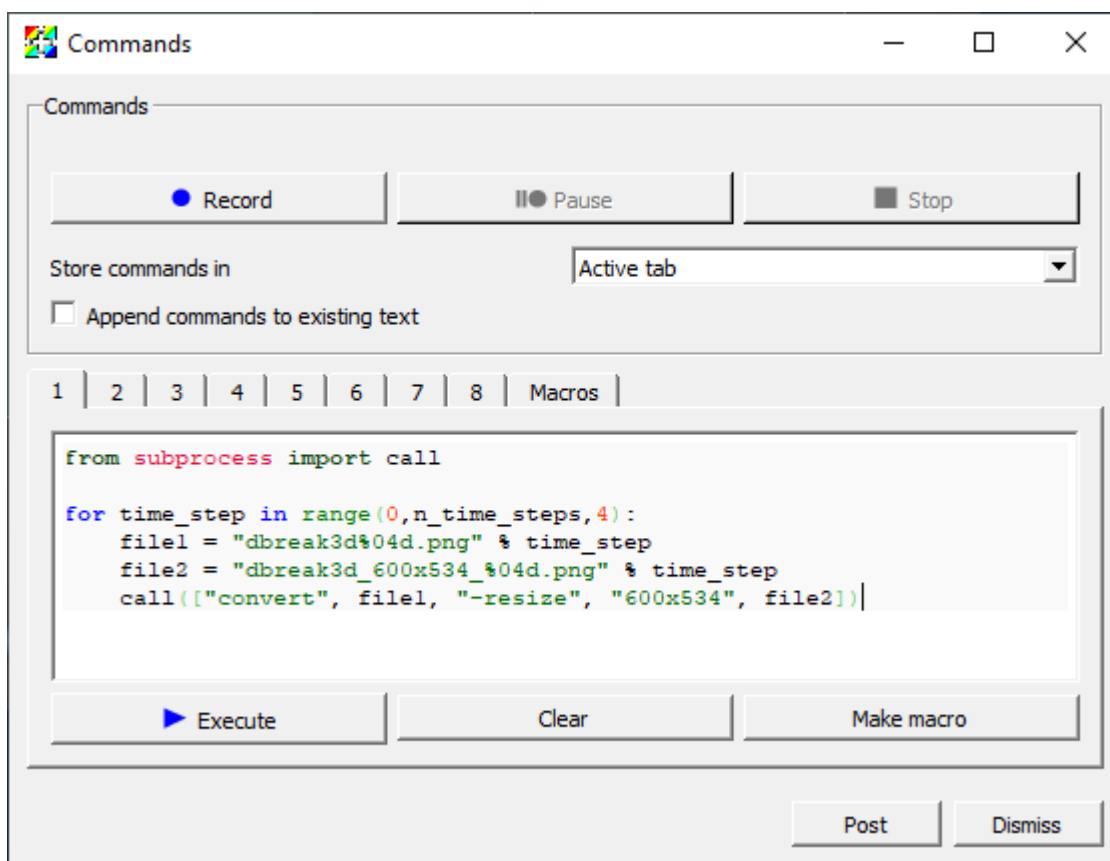 Commands
Commands
Record Pause Stop
Store commands in Active tab
Append commands to existing text
1 2 3 4 5 6 7 8 Macros
from subprocess import call
for time_step in range(0,n_time_steps,4):
    file1 = "dbreak3d%04d.png" % time_step
    file2 = "dbreak3d_600x534_%04d.png" % time_step
    call(["convert", file1, "-resize", "600x534", file2])
Execute Clear Make macro
Post Dismiss